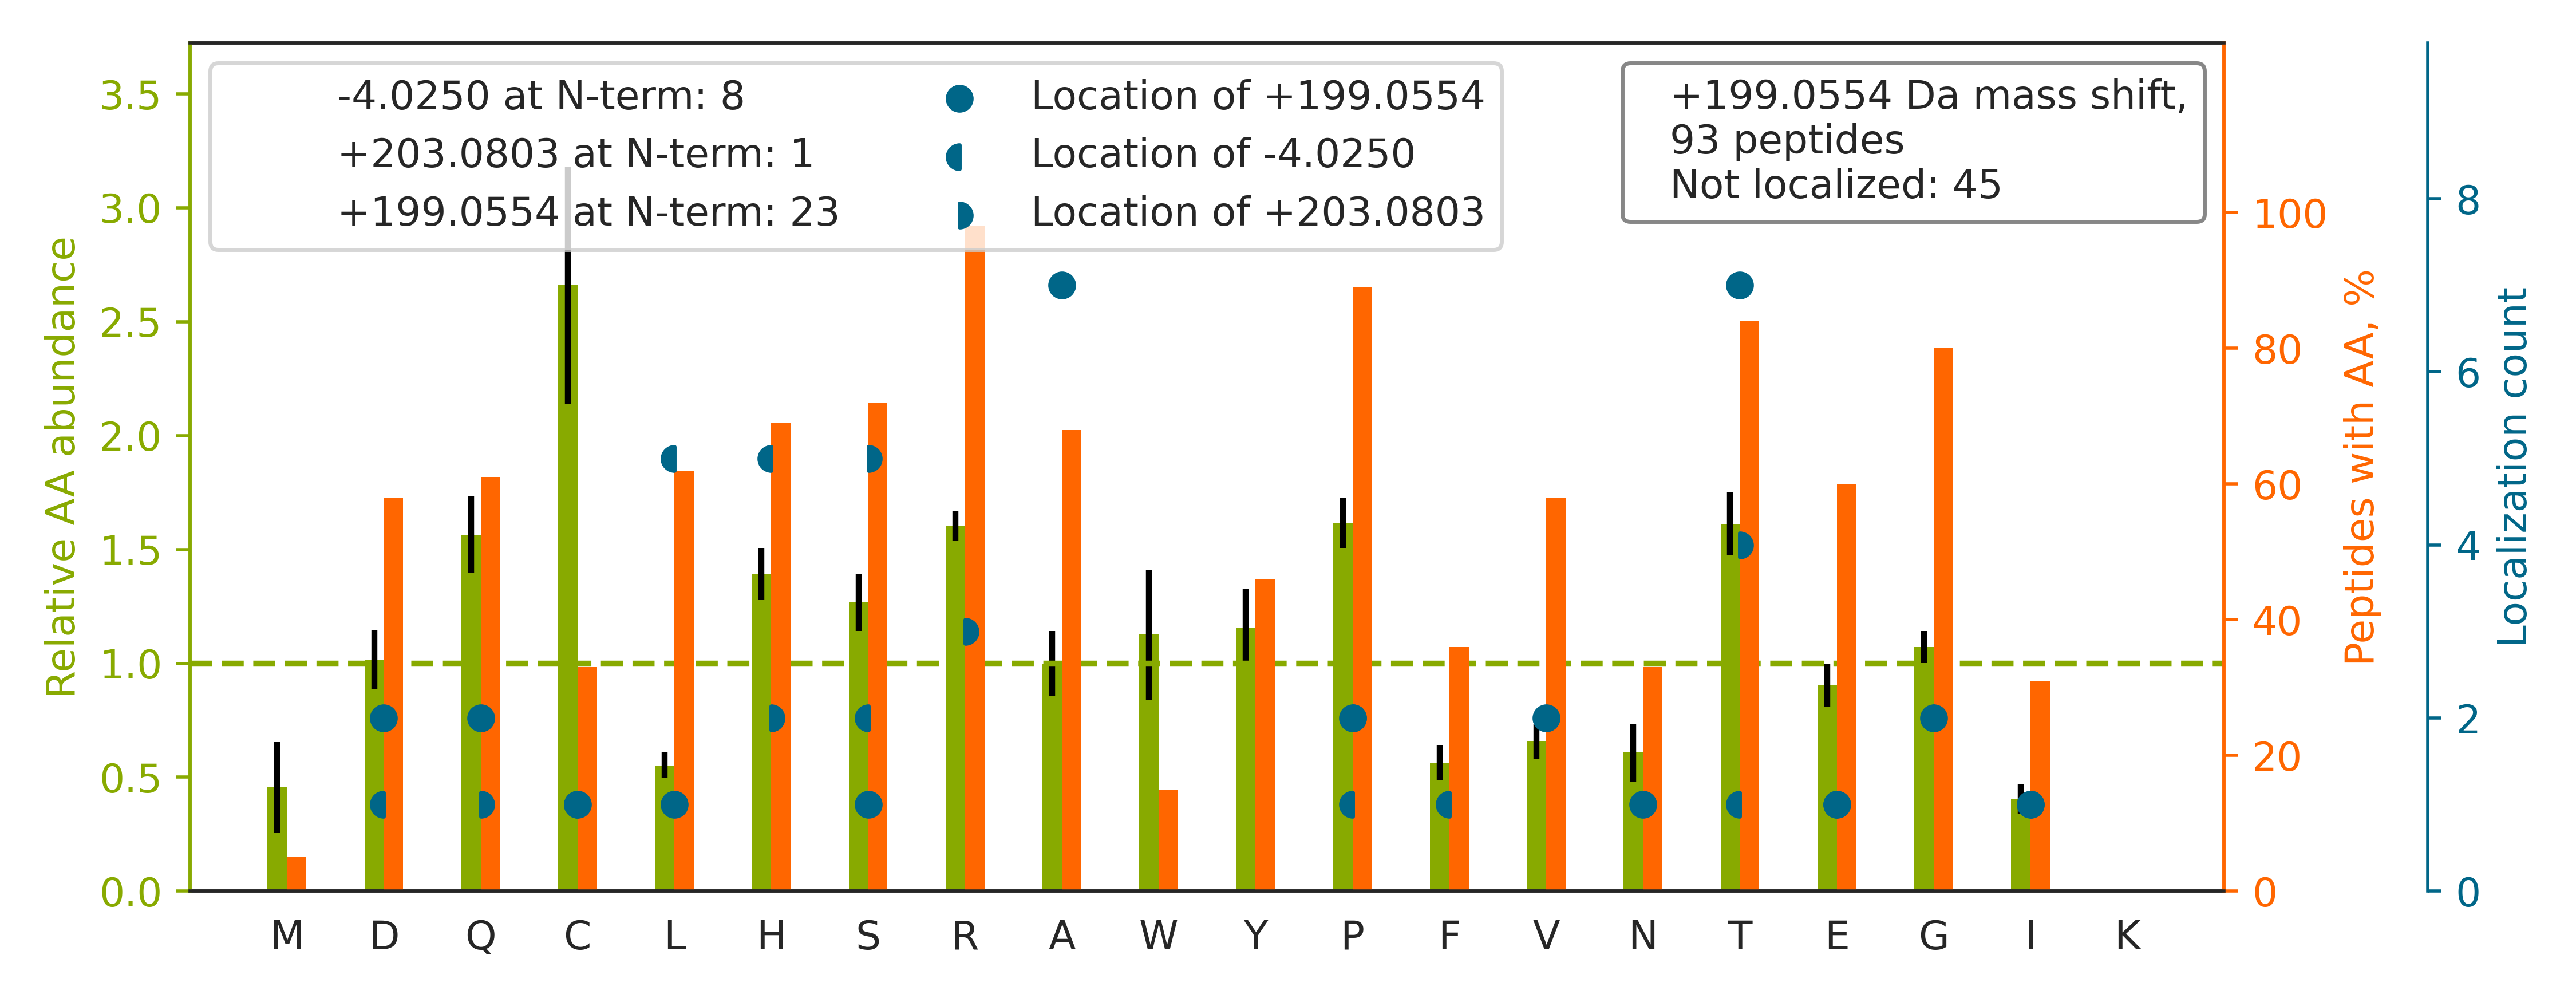 -4.0250 at N-term: 8
+203.0803 at N-term: 1
+199.0554 at N-term: 23
Location of +199.0554
Location of -4.0250
Location of +203.0803
+199.0554 Da mass shift,
93 peptides
Not localized: 45
Relative AA abundance
3.5
3.0
2.5
2.0
1.5
1.0
0.5
0.0
M D Q C L H S R A W Y P F V N T E G I K
100
80
60
40
20
0
Peptides with AA, %
8
6
4
2
0
Localization count